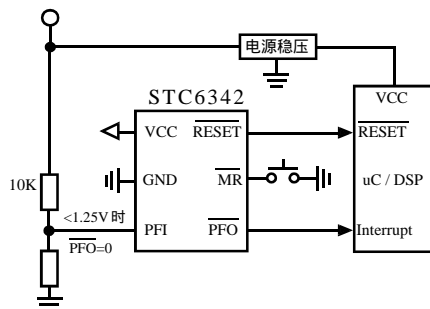 电源稳压
STC6342
VCC
VCC
RESET
RESET
GND
MR
uC / DSP
10K
<1.25V 时
PFI
PFO
Interrupt
PFO=0